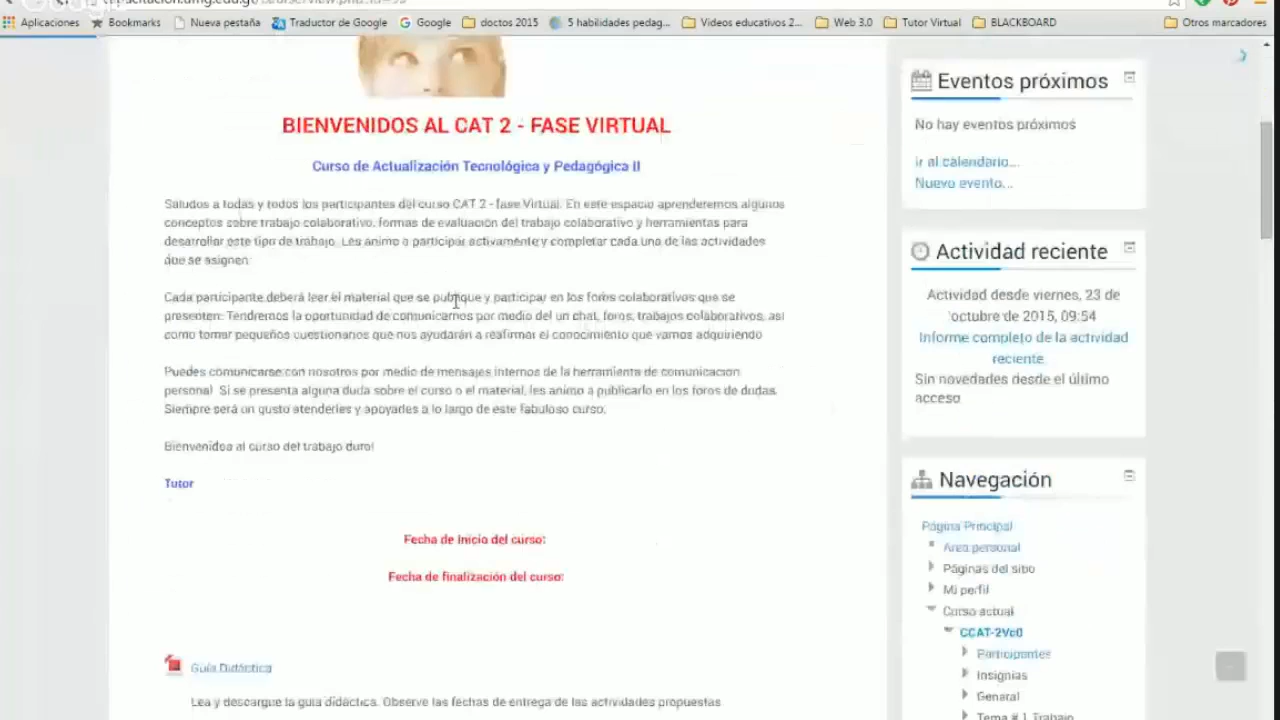 Aplicaciones Bookmarks Nueva pestaña Traductor de Google Google doctos 2015 5 habilidades pedag... Videos educativos 2... Web 3.0 Tutor Virtual BLACKBOARD Otros marcadores
BIENVENIDOS AL CAT 2 - FASE VIRTUAL
Curso de Actualización Tecnológica y Pedagógica II
Saludos a todas y todos los participantes del curso CAT 2 - fase Virtual. En este espacio aprenderemos algunos
conceptos sobre trabajo colaborativo, formas de evaluación del trabajo colaborativo y herramientas para
desarrollar este tipo de trabajo. Les animo a participar activamente y completar cada una de las actividades
que se asignen.
Cada participante deberá leer el material que se publique y participar en los foros colaborativos que se
presenten. Tendremos la oportunidad de comunicarnos por medio del un chat, foros, trabajos colaborativos, así
como tomar pequeños cuestionarios que nos ayudarán a reafirmar el conocimiento que vamos adquiriendo
Puedes comunicarse con nosotros por medio de mensajes internos de la herramienta de comunicación
personal. Si se presenta alguna duda sobre el curso o el material, les animo a publicarlo en los foros de dudas.
Siempre será un gusto atenderles y apoyarles a lo largo de este fabuloso curso.
Bienvenidos al curso del trabajo duro!
Tutor
Fecha de Inicio del curso:
Fecha de finalización del curso:
Guía Didáctica
Lea y descargue la guía didáctica. Observe las fechas de entrega de las actividades propuestas
Eventos próximos
No hay eventos próximos
Ir al calendario...
Nuevo evento...
Actividad reciente
Actividad desde viernes, 23 de
octubre de 2015, 09:54
Informe completo de la actividad
reciente
Sin novedades desde el último
acceso
Navegación
Página Principal
Área personal
Páginas del sitio
Mi perfil
Curso actual
CCAT-2Vc0
Participantes
Insignias
General
Tema # 1 Trabajo